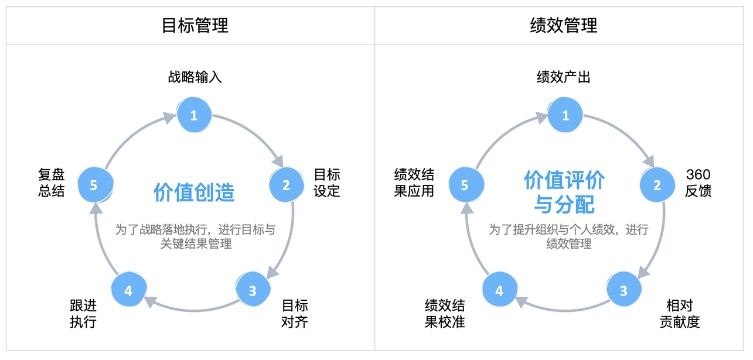 目标管理
战略输入
1
目标
设定
2
3
目标
对齐
4
跟进
执行
5
复盘
总结
价值创造
为了战略落地执行，进行目标与
关键结果管理
绩效管理
绩效产出
1
360
反馈
2
3
相对
贡献度
4
绩效结
果校准
5
绩效结
果应用
价值评价
与分配
为了提升组织与个人绩效，进行
绩效管理